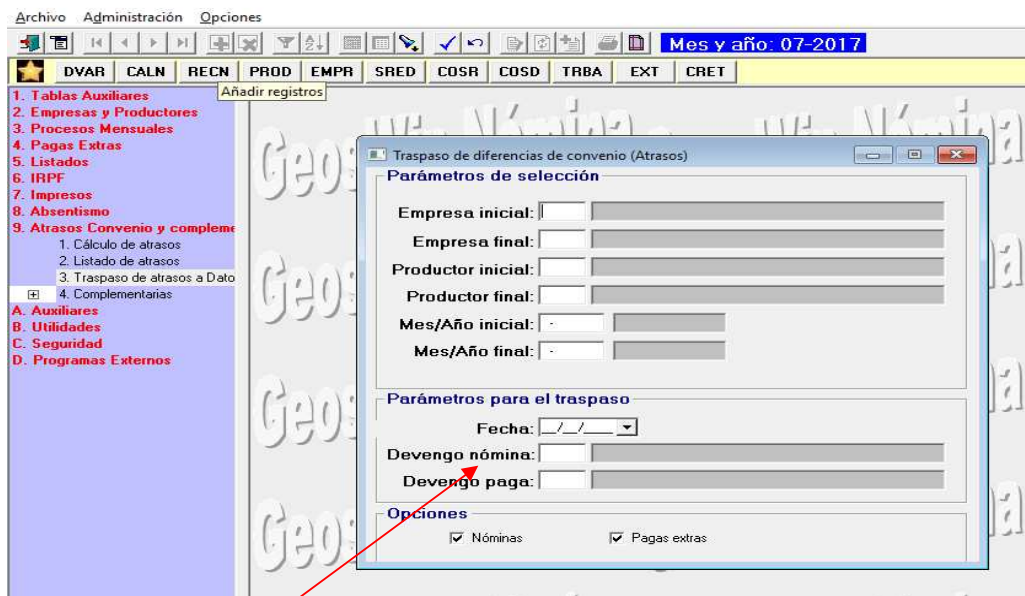 Archivo Administración Opciones
Mes y año: 07-2017
DVAR CALN RECN PROD EMPR SRED COSR COSD TRBA EXT CRET
Añadir registros
1. Tablas Auxiliares
2. Empresas y Productores
3. Procesos Mensuales
4. Pagas Extras
5. Listados
6. IRPF
7. Impresos
8. Absentismo
9. Atrasos Convenio y compleme
1. Cálculo de atrasos
2. Listado de atrasos
3. Traspaso de atrasos a Dato
4. Complementarias
A. Auxiliares
B. Utilidades
C. Seguridad
D. Programas Externos
Traspaso de diferencias de convenio (Atrasos)
Parámetros de selección
Empresa inicial:
Empresa final:
Productor inicial:
Productor final:
Mes/Año inicial: -
Mes/Año final: -
Parámetros para el traspaso
Fecha: __/__/____
Devengo nómina:
Devengo paga:
Opciones
Nóminas Pagas extras